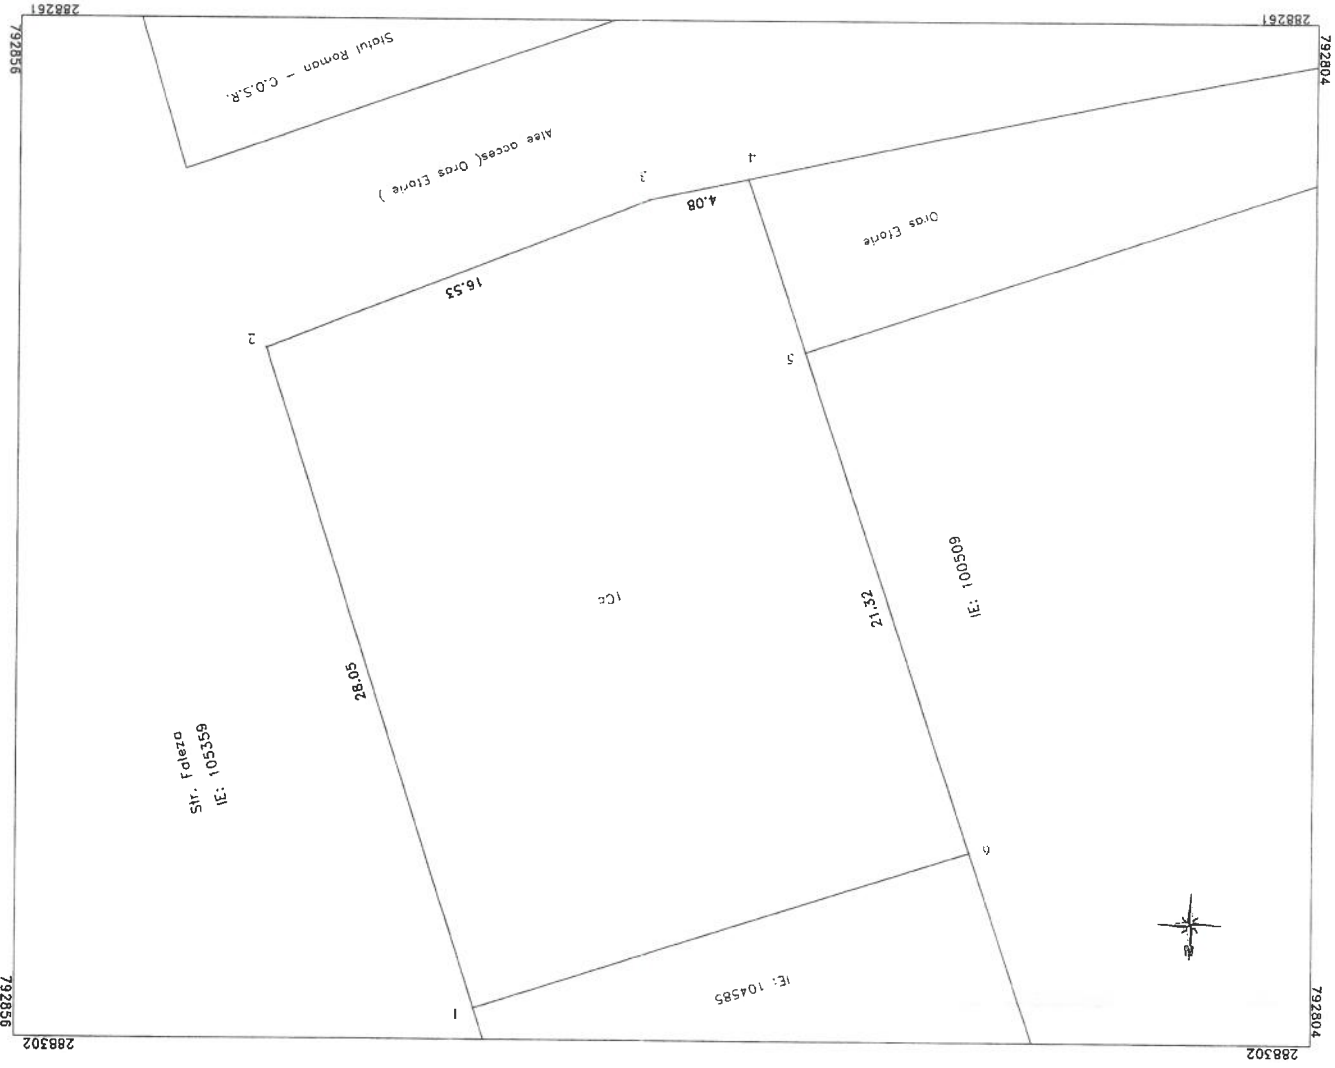 288302
288302
792804
792856
1
IE: 104585
6
Str. Faleza
IE: 105359
28.05
21.32
1Cc
IE: 100509
5
2
16.53
Oras Eforie
4.08
3
4
Alee acces( Oras Eforie )
Statul Roman - C.O.S.R.
792804
792856
288261
288261